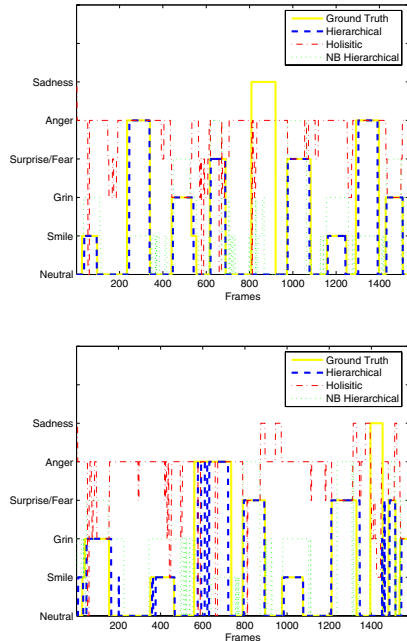 Ground Truth
Hierarchical
Holisitic
NB Hierarchical
Sadness
Anger
Surprise/Fear
Grin
Smile
Neutral
200 400 600 800 1000 1200 1400
Frames
Ground Truth
Hierarchical
Holisitic
NB Hierarchical
Sadness
Anger
Surprise/Fear
Grin
Smile
Neutral
200 400 600 800 1000 1200 1400
Frames